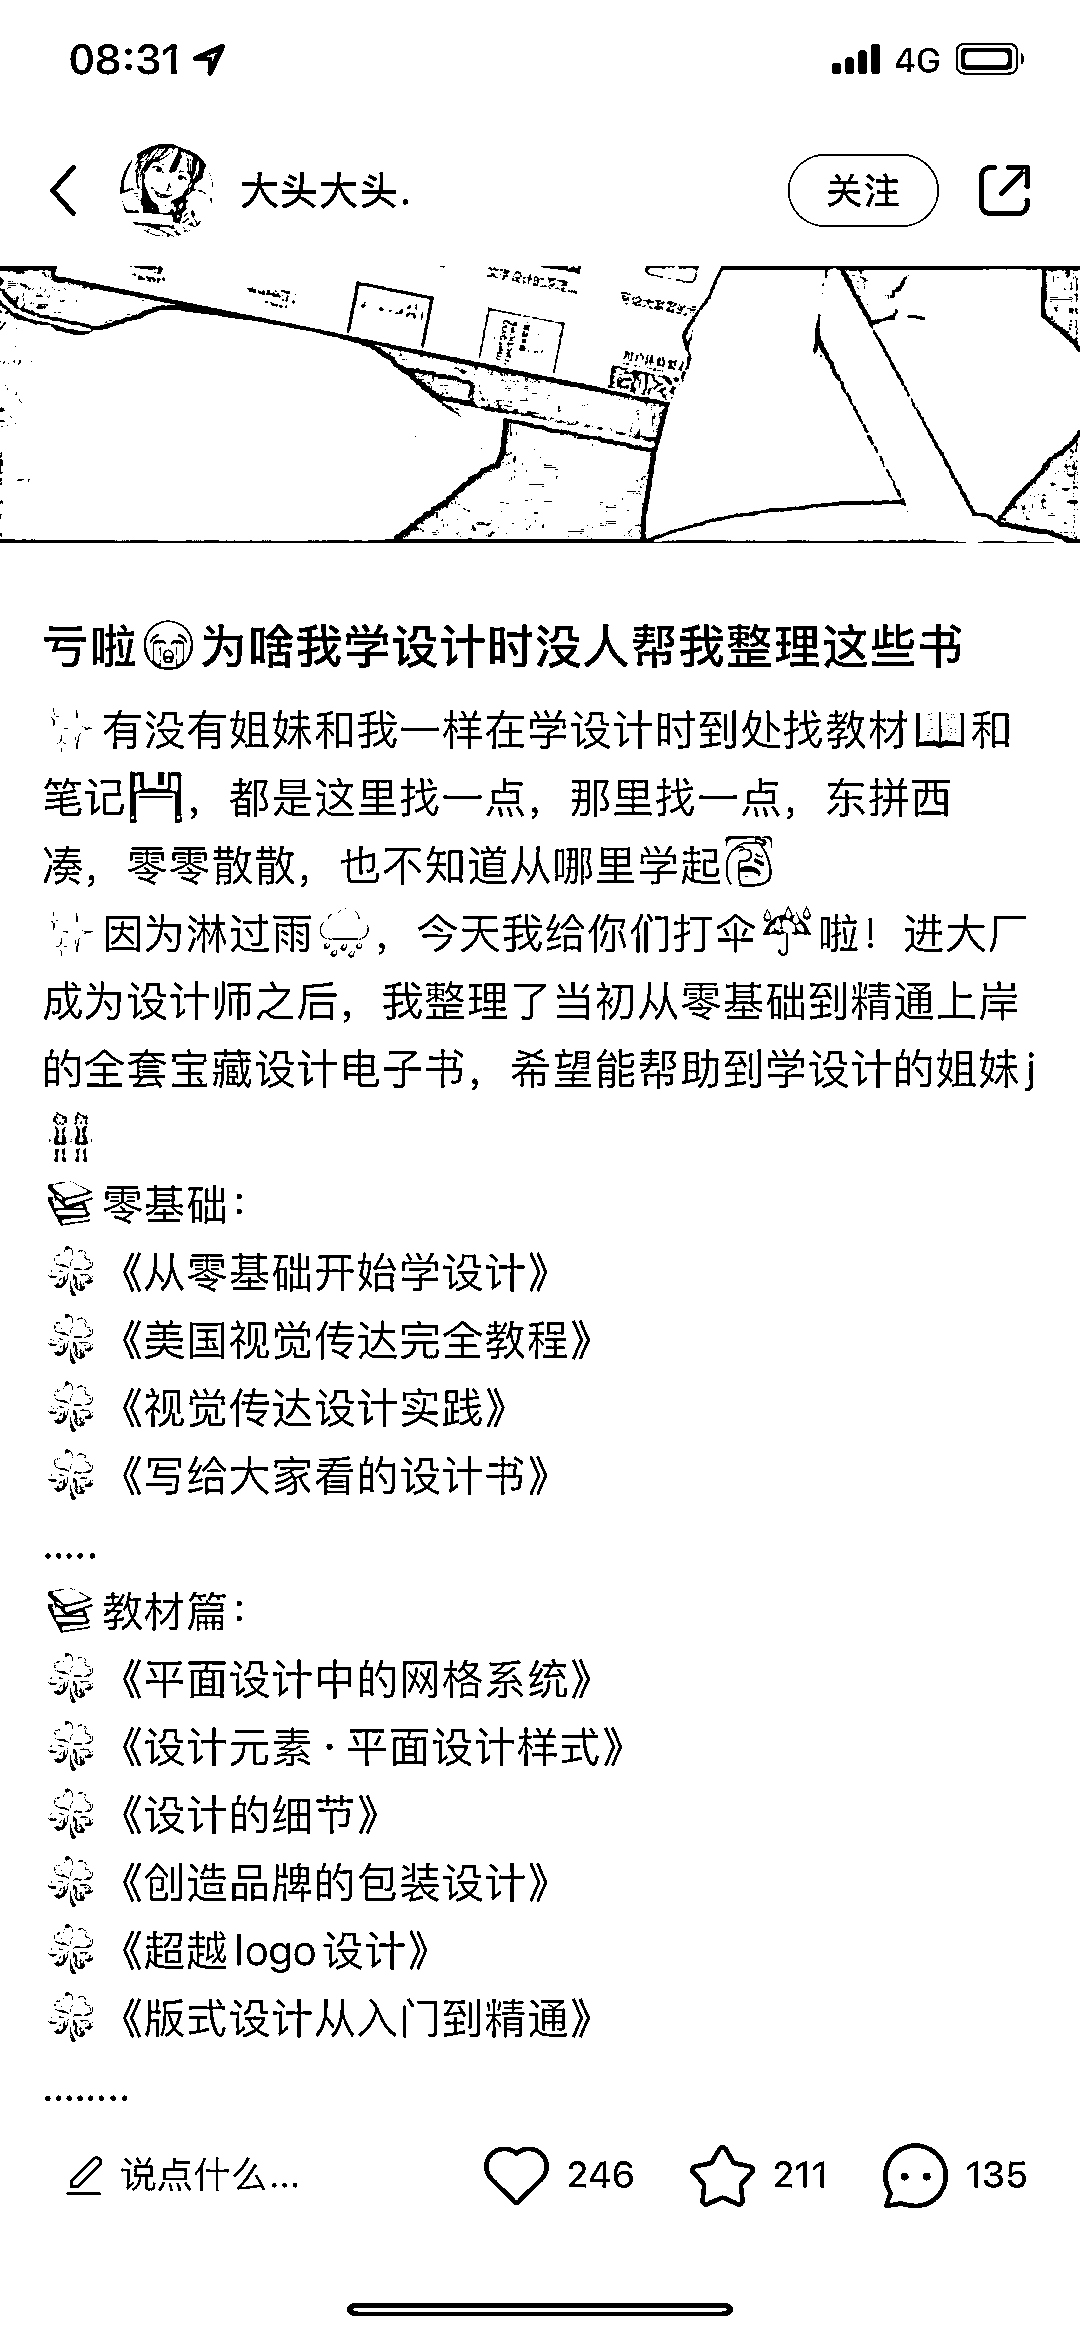 08:31
4G
大头大头.
关注
亏啦😭为啥我学设计时没人帮我整理这些书
✨有没有姐妹和我一样在学设计时到处找教材📖和
笔记💾，都是这里找一点，那里找一点，东拼西
凑，零零散散，也不知道从哪里学起
✨因为淋过雨🌧，今天我给你们打伞☔啦！进大厂
成为设计师之后，我整理了当初从零基础到精通上岸
的全套宝藏设计电子书，希望能帮助到学设计的姐妹j
👭
📚零基础：
🍀《从零基础开始学设计》
🍀《美国视觉传达完全教程》
🍀《视觉传达设计实践》
🍀《写给大家看的设计书》
.....
📚教材篇：
🍀《平面设计中的网格系统》
🍀《设计元素·平面设计样式》
🍀《设计的细节》
🍀《创造品牌的包装设计》
🍀《超越logo设计》
🍀《版式设计从入门到精通》
........
说点什么...
246
211
135